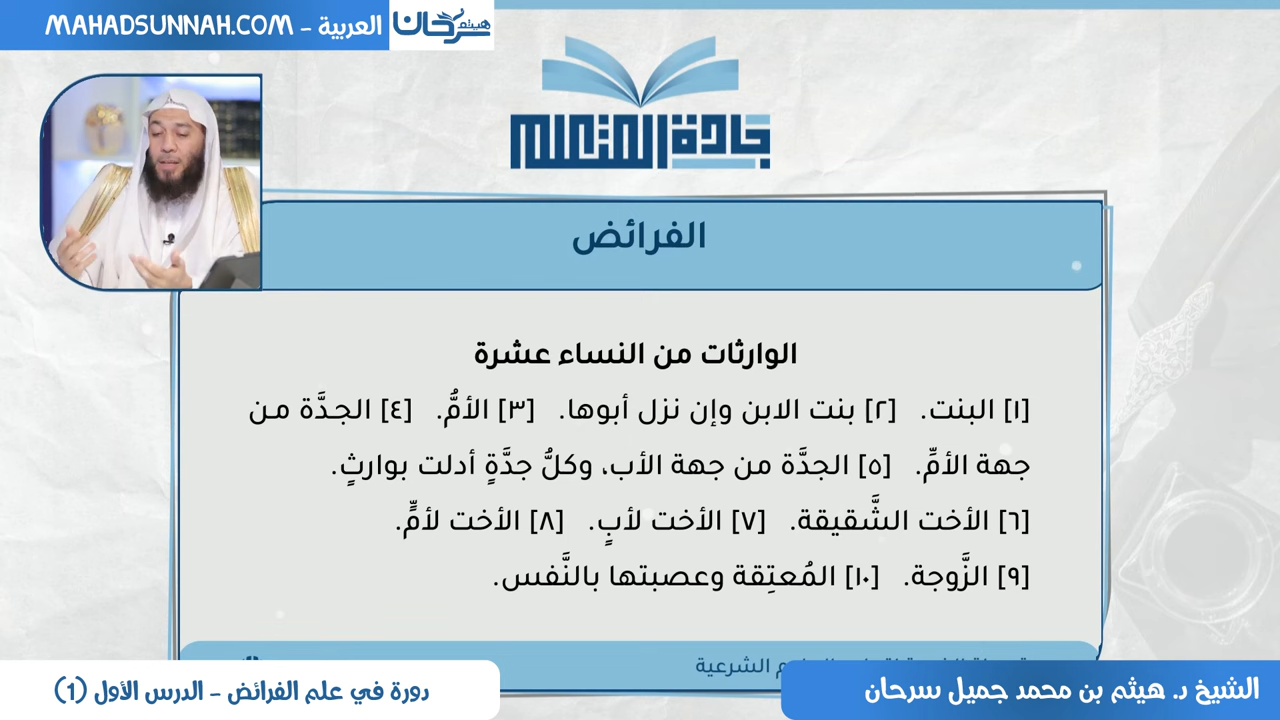 MAHADSUNNAH.COM – العربية
هيثم سرحان
جادة المتعلم
الفرائض
الوارثات من النساء عشرة
[١] البنت. [٢] بنت الابن وإن نزل أبوها. [٣] الأمُّ. [٤] الجـدَّة مـن
جهة الأمِّ. [٥] الجدَّة من جهة الأب، وكلُّ جدَّةٍ أدلت بوارثٍ.
[٦] الأخت الشَّقيقة. [٧] الأخت لأبٍ. [٨] الأخت لأمٍّ.
[٩] الزَّوجة. [١٠] المُعتِقة وعصبتها بالنَّفس.
الشرعية
الشيخ د. هيثم بن محمد جميل سرحان
دورة في علم الفرائض – الدرس الأول (1)